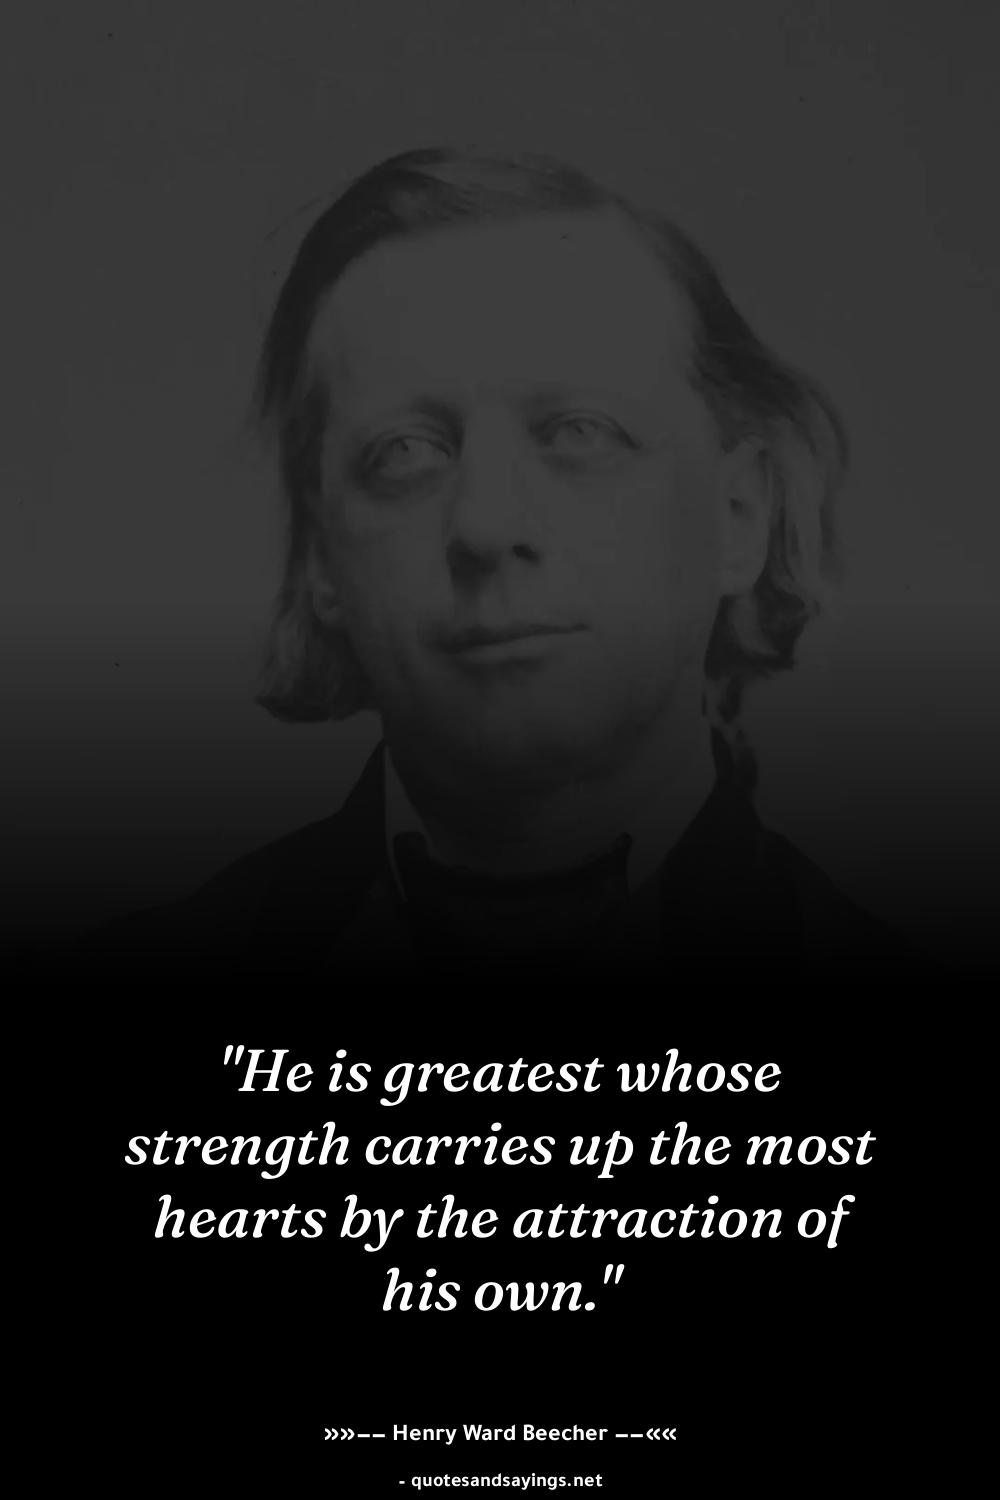 "He is greatest whose
strength carries up the most
hearts by the attraction of
his own."
»»−− Henry Ward Beecher −−««
- quotesandsayings.net